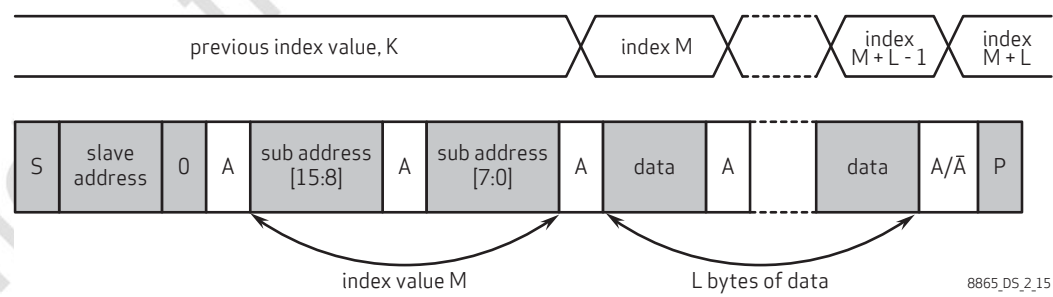 previous index value, K
index M
index
M + L - 1
index
M + L
S
slave
address
0
A
sub address
[15:8]
A
sub address
[7:0]
A
data
A
data
A/Ā
P
index value M
L bytes of data
8865_DS_2_15